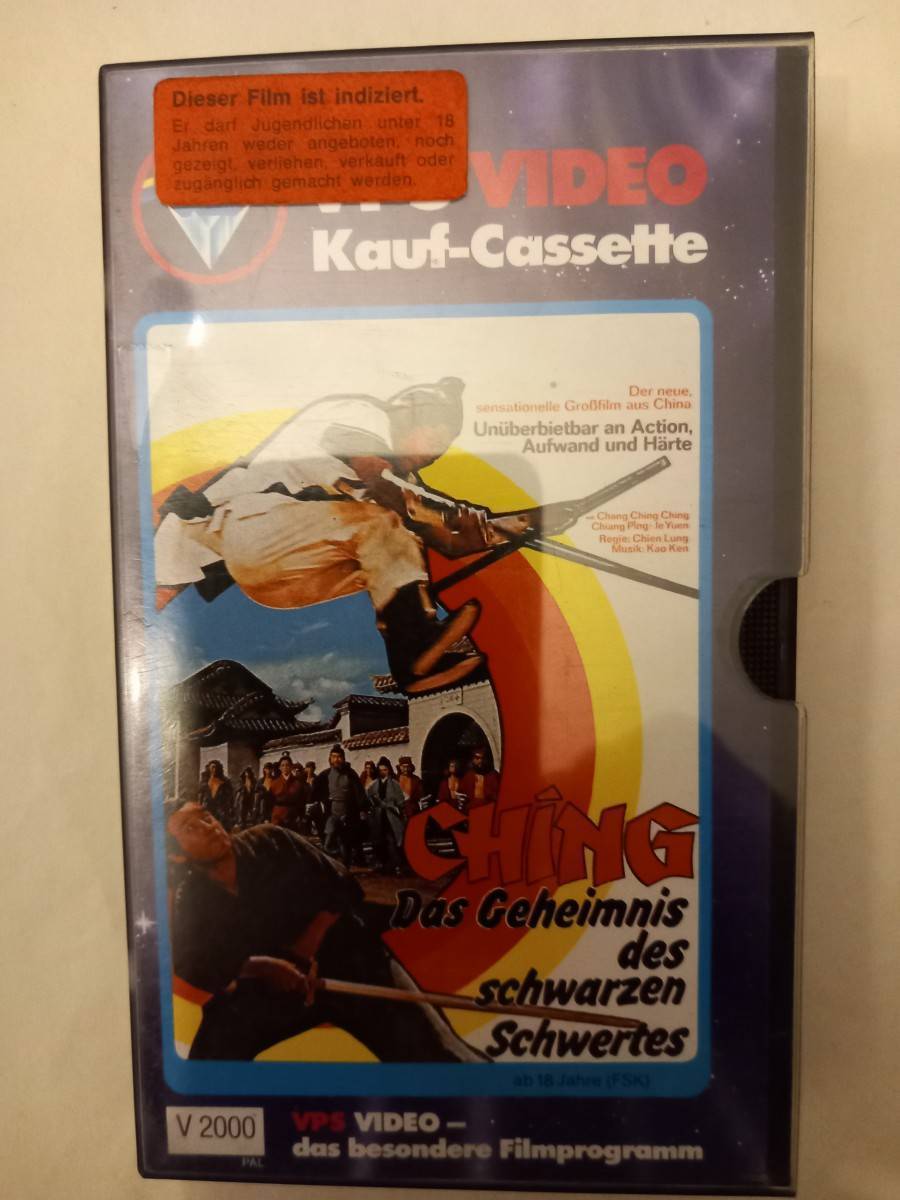 Dieser Film ist indiziert.
Er darf Jugendlichen unter 18
Jahren weder angeboten, noch
gezeigt, verliehen, verkauft oder
zugänglich gemacht werden.
VPS VIDEO
Kauf-Cassette
Der neue,
sensationelle Großfilm aus China
Unüberbietbar an Action,
Aufwand und Härte
Chang Ching Ching
Chiang Ping · Je Yuen
Regie: Chien Lung
Musik: Kao Ken
CHING
Das Geheimnis
des
schwarzen
Schwertes
ab 18 Jahre (FSK)
V 2000
PAL
VPS VIDEO –
das besondere Filmprogramm